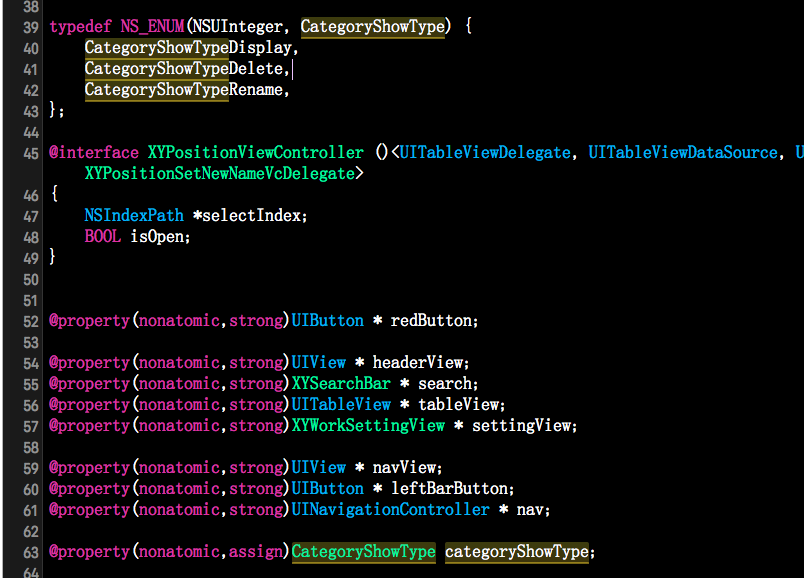 38
39 typedef NS_ENUM(NSUInteger, CategoryShowType) {
40 CategoryShowTypeDisplay,
41 CategoryShowTypeDelete,
42 CategoryShowTypeRename,
43 };
44
45 @interface XYPositionViewController ()<UITableViewDelegate, UITableViewDataSource, U
XYPositionSetNewNameVcDelegate>
46 {
47 NSIndexPath *selectIndex;
48 BOOL isOpen;
49 }
50
51
52 @property(nonatomic,strong)UIButton * redButton;
53
54 @property(nonatomic,strong)UIView * headerView;
55 @property(nonatomic,strong)XYSearchBar * search;
56 @property(nonatomic,strong)UITableView * tableView;
57 @property(nonatomic,strong)XYWorkSettingView * settingView;
58
59 @property(nonatomic,strong)UIView * navView;
60 @property(nonatomic,strong)UIButton * leftBarButton;
61 @property(nonatomic,strong)UINavigationController * nav;
62
63 @property(nonatomic,assign)CategoryShowType categoryShowType;
64